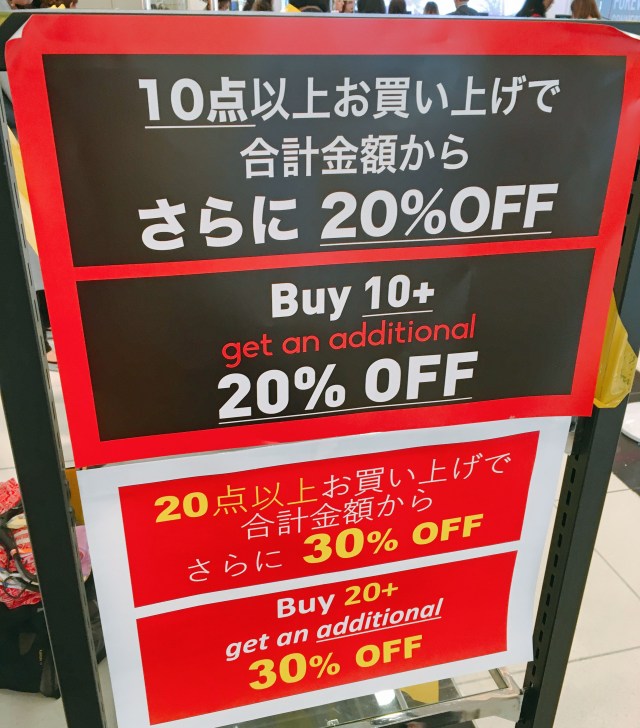 10点以上お買い上げで
合計金額から
さらに 20%OFF
Buy 10+
get an additional
20% OFF
20点以上お買い上げで
合計金額から
さらに 30% OFF
Buy 20+
get an additional
30% OFF